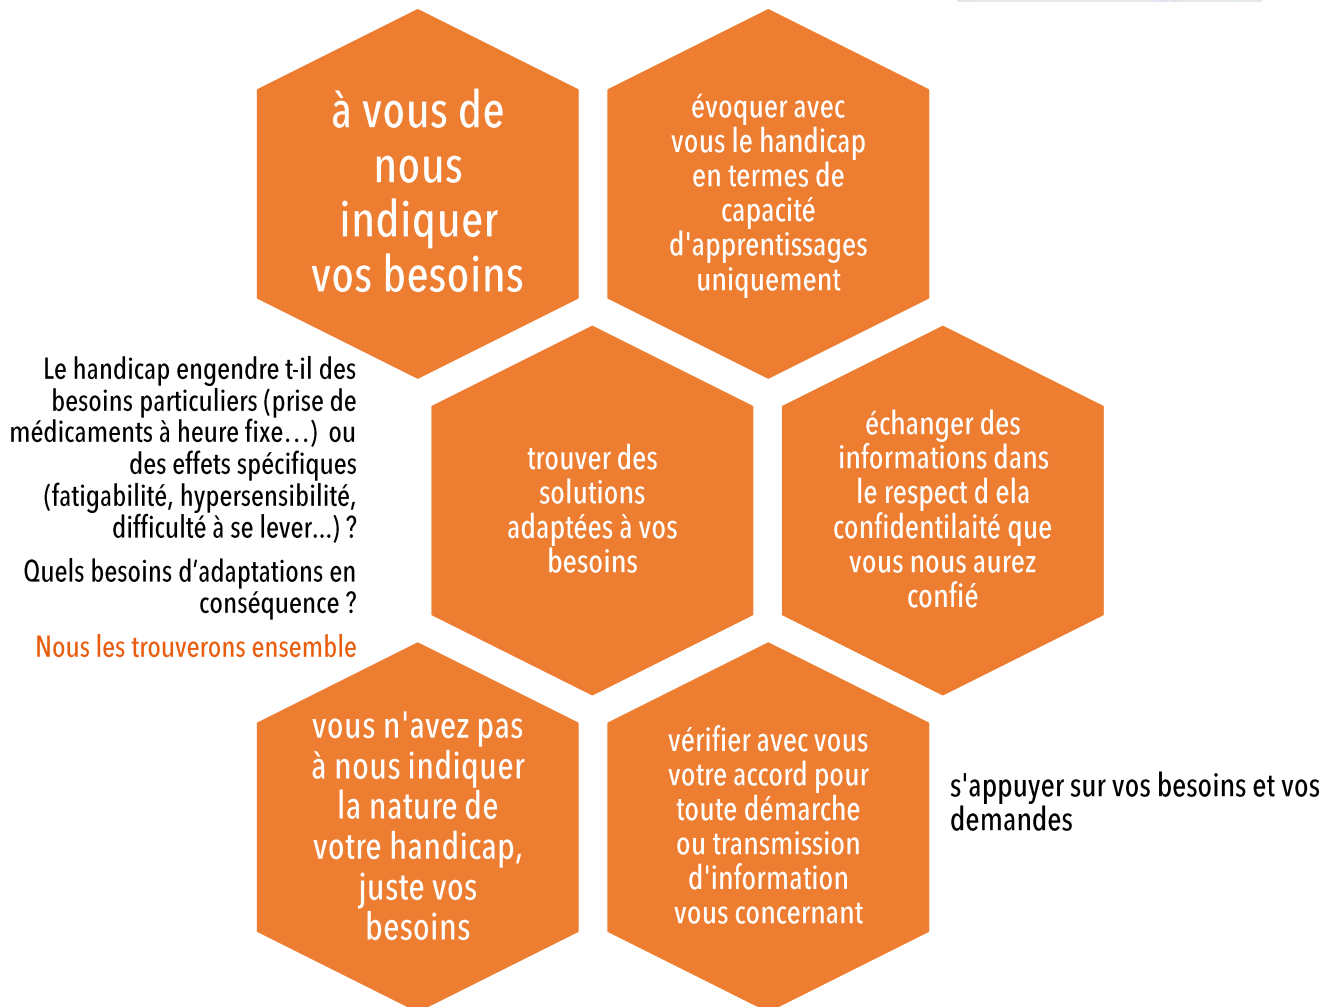 à vous de
nous
indiquer
vos besoins
évoquer avec
vous le handicap
en termes de
capacité
d'apprentissages
uniquement
Le handicap engendre t-il des
besoins particuliers (prise de
médicaments à heure fixe…)  ou
des effets spécifiques
(fatigabilité, hypersensibilité,
difficulté à se lever...) ?
Quels besoins d’adaptations en
conséquence ?
Nous les trouverons ensemble
trouver des
solutions
adaptées à vos
besoins
échanger des
informations dans
le respect d ela
confidentilaité que
vous nous aurez
confié
vous n'avez pas
à nous indiquer
la nature de
votre handicap,
juste vos
besoins
vérifier avec vous
votre accord pour
toute démarche
ou transmission
d'information
vous concernant
s'appuyer sur vos besoins et vos
demandes